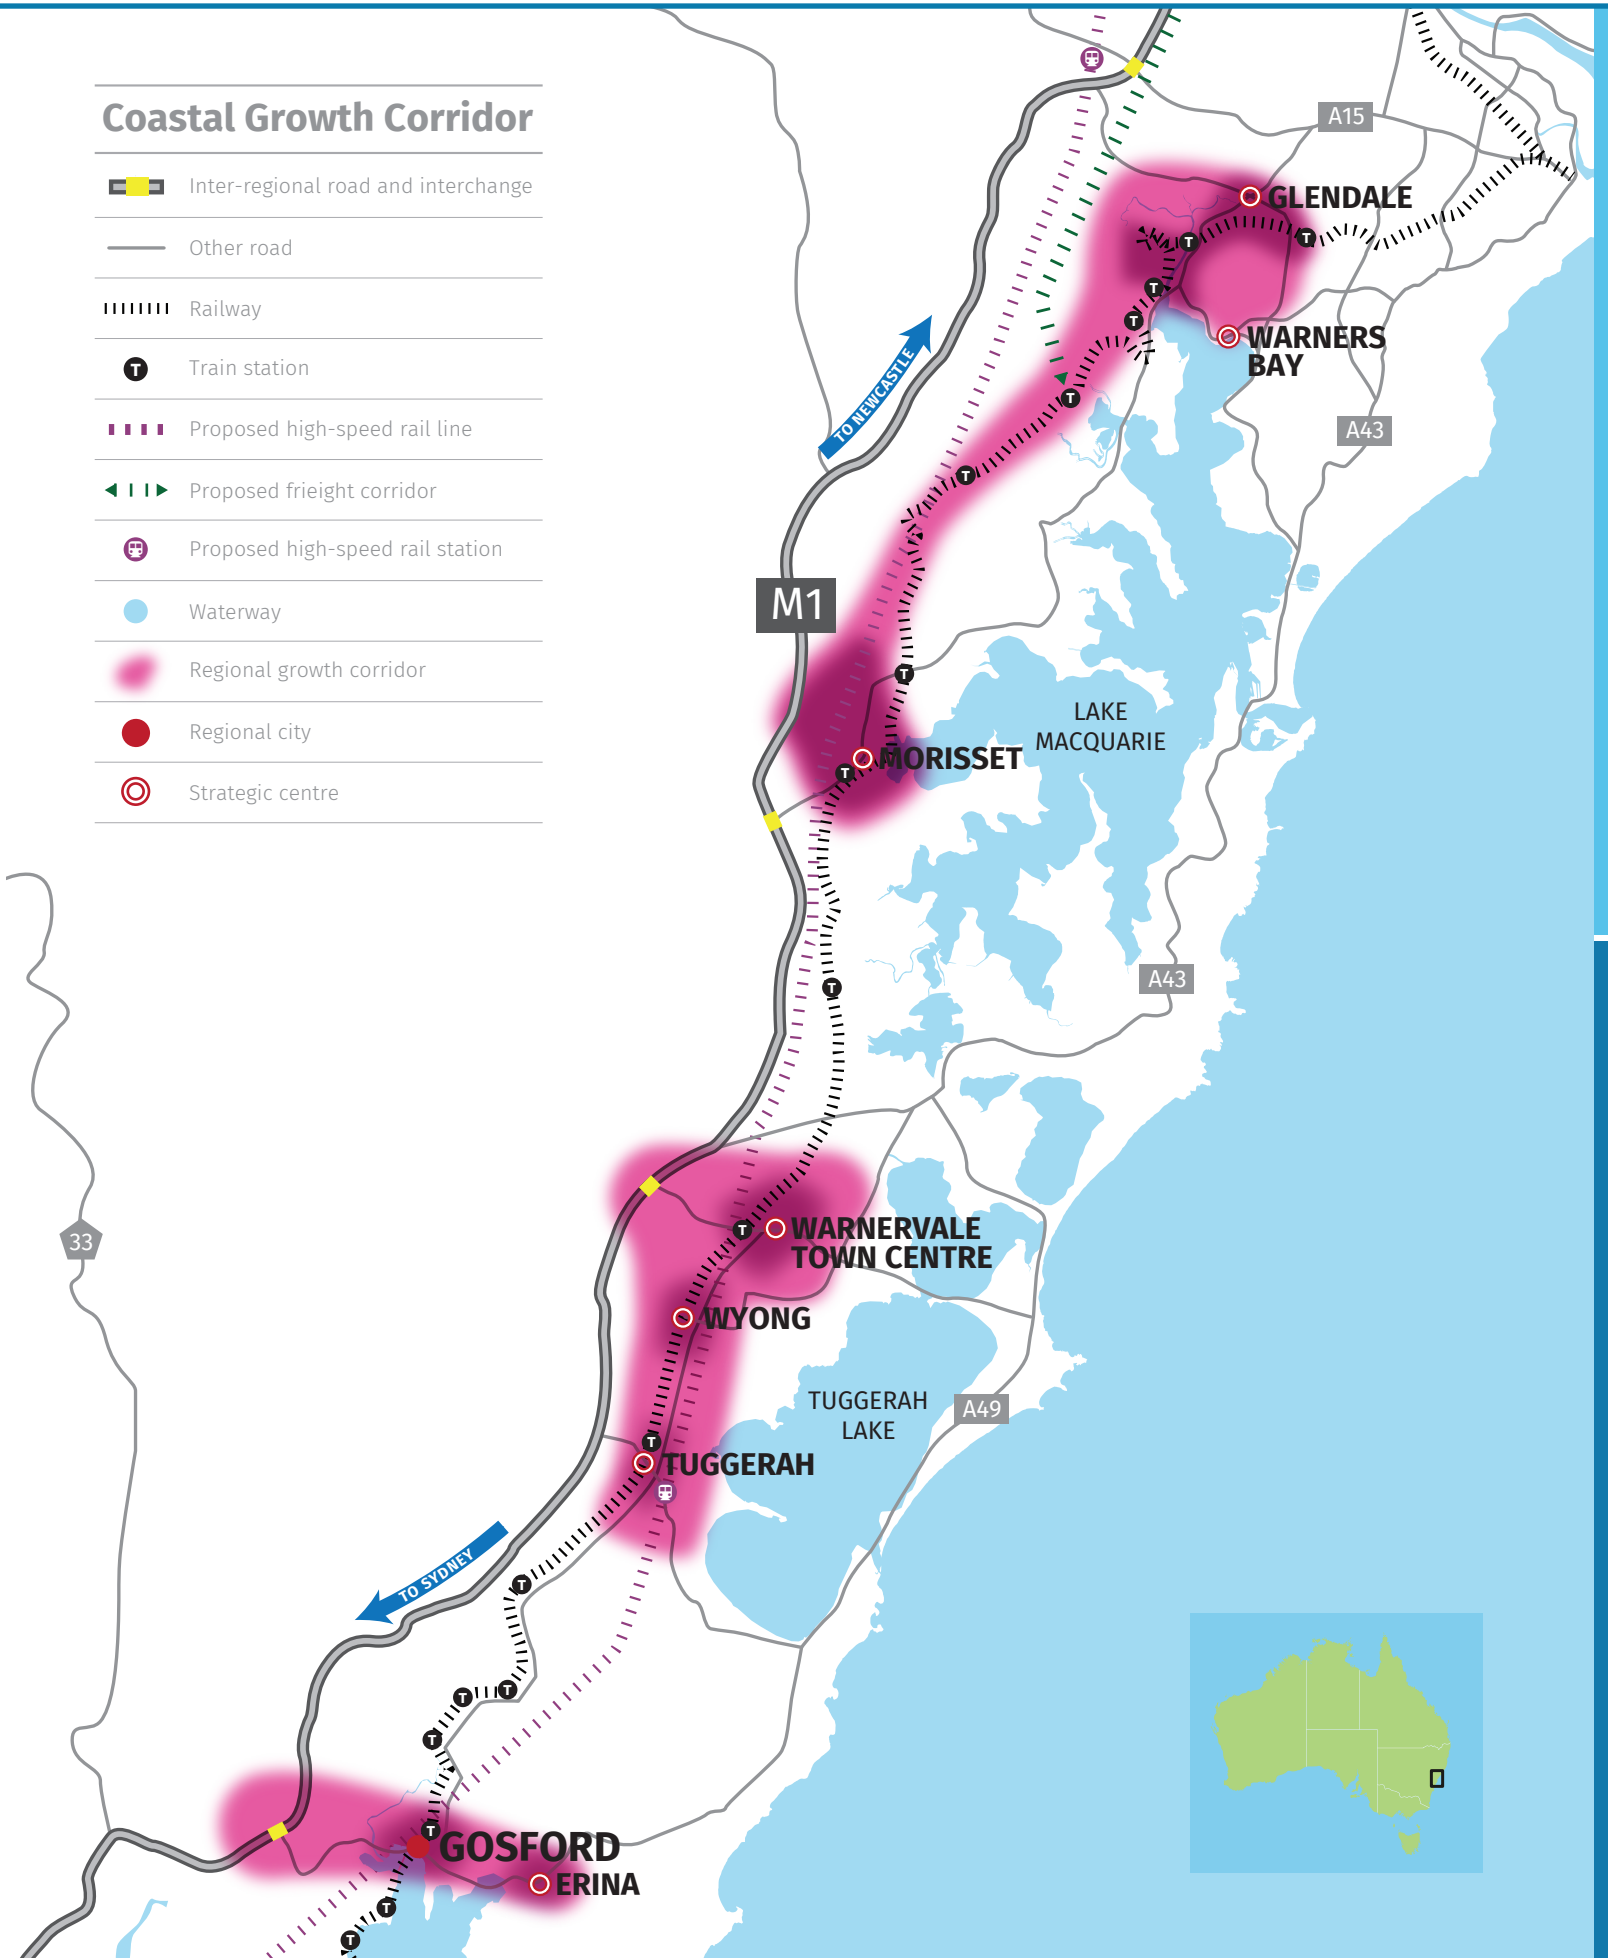 Coastal Growth Corridor
Inter-regional road and interchange
Other road
Railway
T
Train station
Proposed high-speed rail line
Proposed frieight corridor
Proposed high-speed rail station
Waterway
Regional growth corridor
Regional city
Strategic centre
A15
GLENDALE
T
T
T
T
WARNERS
BAY
TO NEWCASTLE
T
A43
T
M1
T
LAKE
MACQUARIE
MORISSET
T
A43
T
33
T
WARNERVALE
TOWN CENTRE
WYONG
TUGGERAH
LAKE
A49
T
TUGGERAH
TO SYDNEY
T
T
T
T
T
GOSFORD
ERINA
T
T